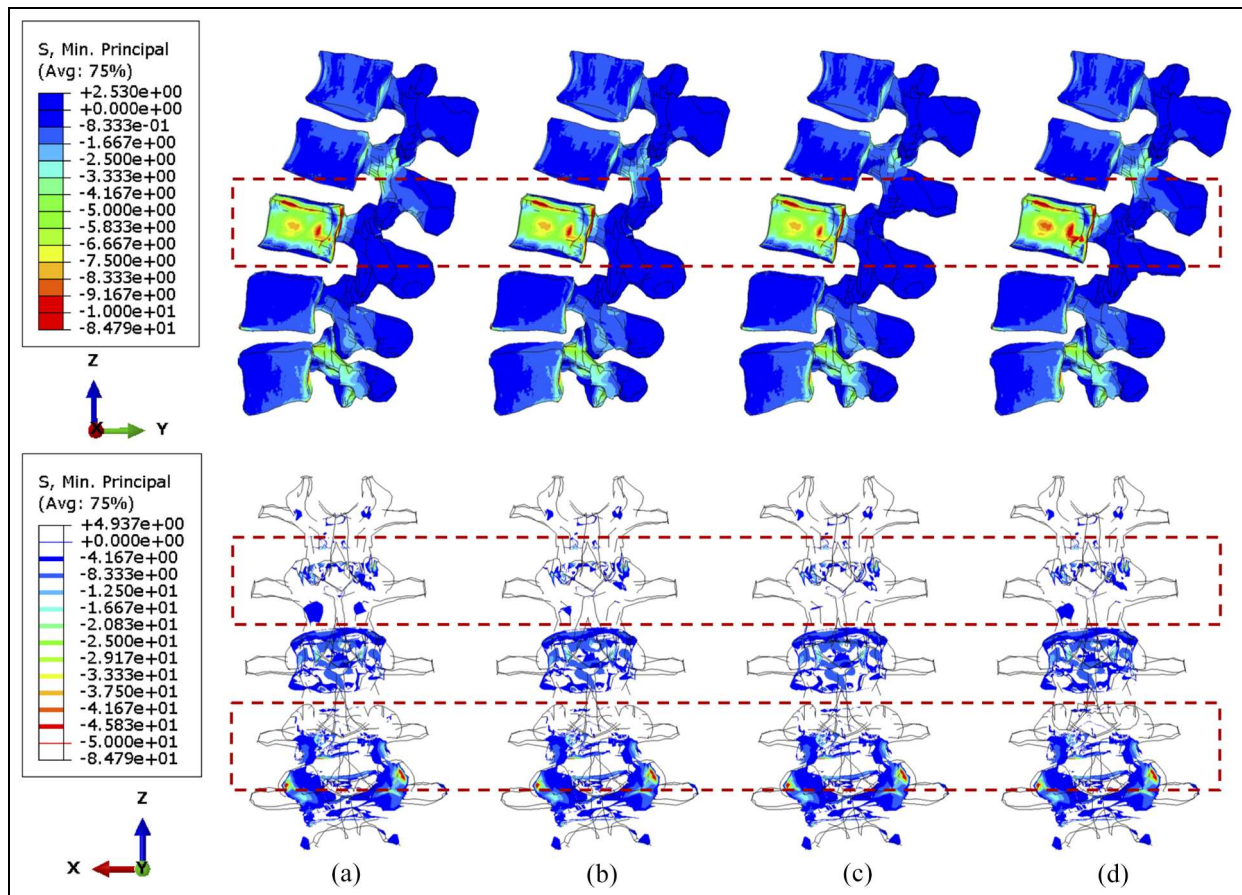 S, Min. Principal
(Avg: 75%)
+2.530e+00
+0.000e+00
-8.333e-01
-1.667e+00
-2.500e+00
-3.333e+00
-4.167e+00
-5.000e+00
-5.833e+00
-6.667e+00
-7.500e+00
-8.333e+00
-9.167e+00
-1.000e+01
-8.479e+01
Z
X
Y
S, Min. Principal
(Avg: 75%)
+4.937e+00
+0.000e+00
-4.167e+00
-8.333e+00
-1.250e+01
-1.667e+01
-2.083e+01
-2.500e+01
-2.917e+01
-3.333e+01
-3.750e+01
-4.167e+01
-4.583e+01
-5.000e+01
-8.479e+01
Z
X
Y
(a)
(b)
(c)
(d)